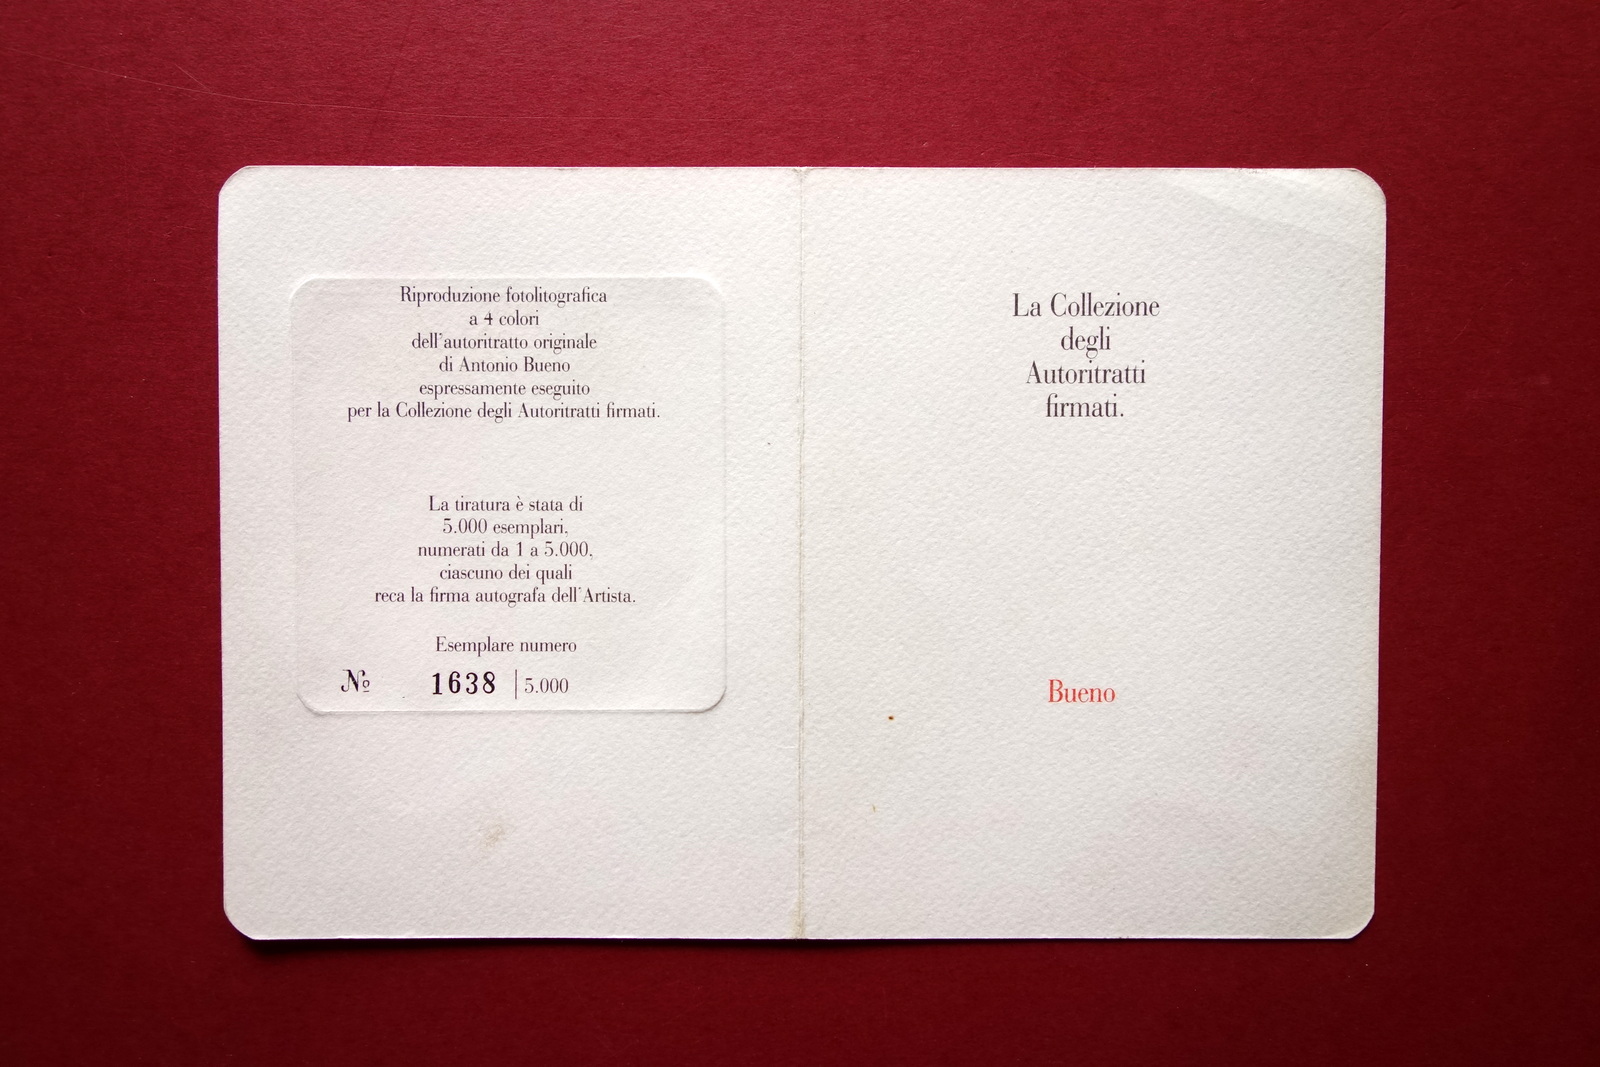 Riproduzione fotolitografica
a 4 colori
dell'autoritratto originale
di Antonio Bueno
espressamente eseguito
per la Collezione degli Autoritratti firmati.
La tiratura è stata di
5.000 esemplari,
numerati da 1 a 5.000,
ciascuno dei quali
reca la firma autografa dell'Artista.
Esemplare numero
№ 1638 | 5.000
La Collezione
degli
Autoritratti
firmati.
Bueno